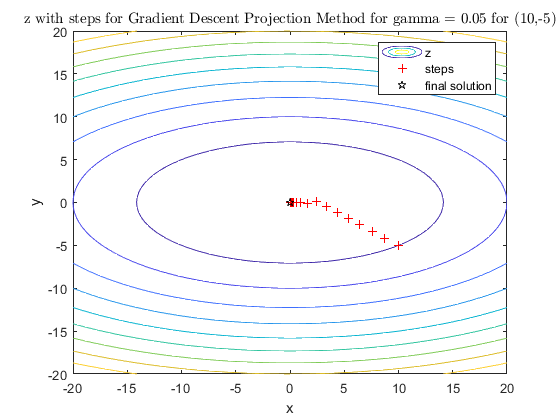 z with steps for Gradient Descent Projection Method for gamma = 0.05 for (10,-5)
20
15
10
5
0
-5
-10
-15
-20
y
z
steps
final solution
-20 -15 -10 -5 0 5 10 15 20
x